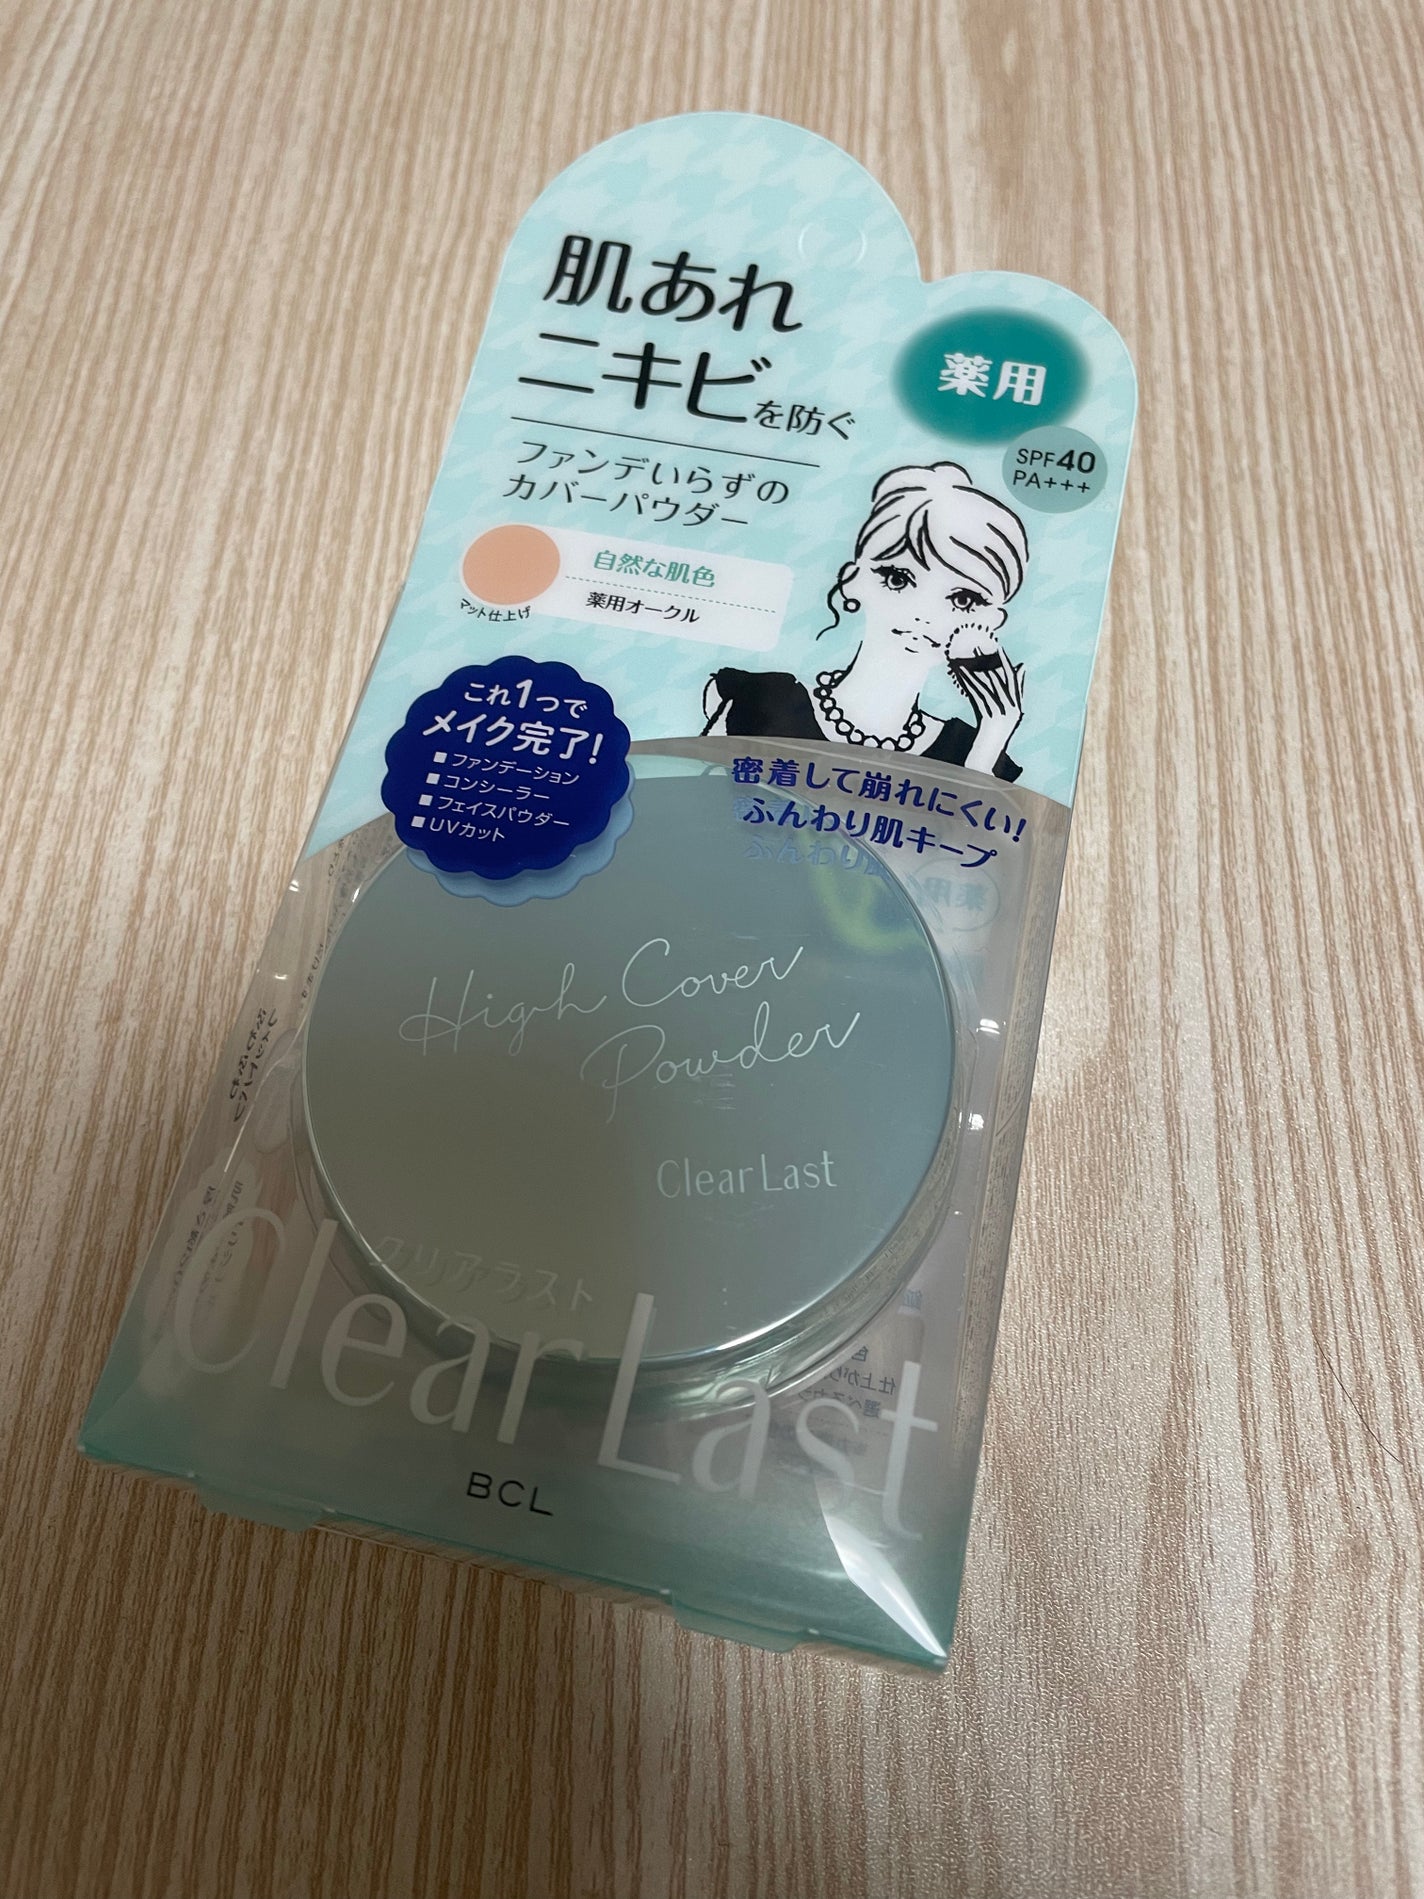 肌あれ
ニキビを防ぐ
薬用
SPF40
PA+++
ファンデいらずの
カバーパウダー
自然な肌色
薬用オークル
マット仕上げ
これ1つで
メイク完了!
■ファンデーション
■コンシーラー
■フェイスパウダー
■UVカット
密着して崩れにくい!
ふんわり肌キープ
High Cover
Powder
Clear Last
クリアラスト
Clear Last
BCL